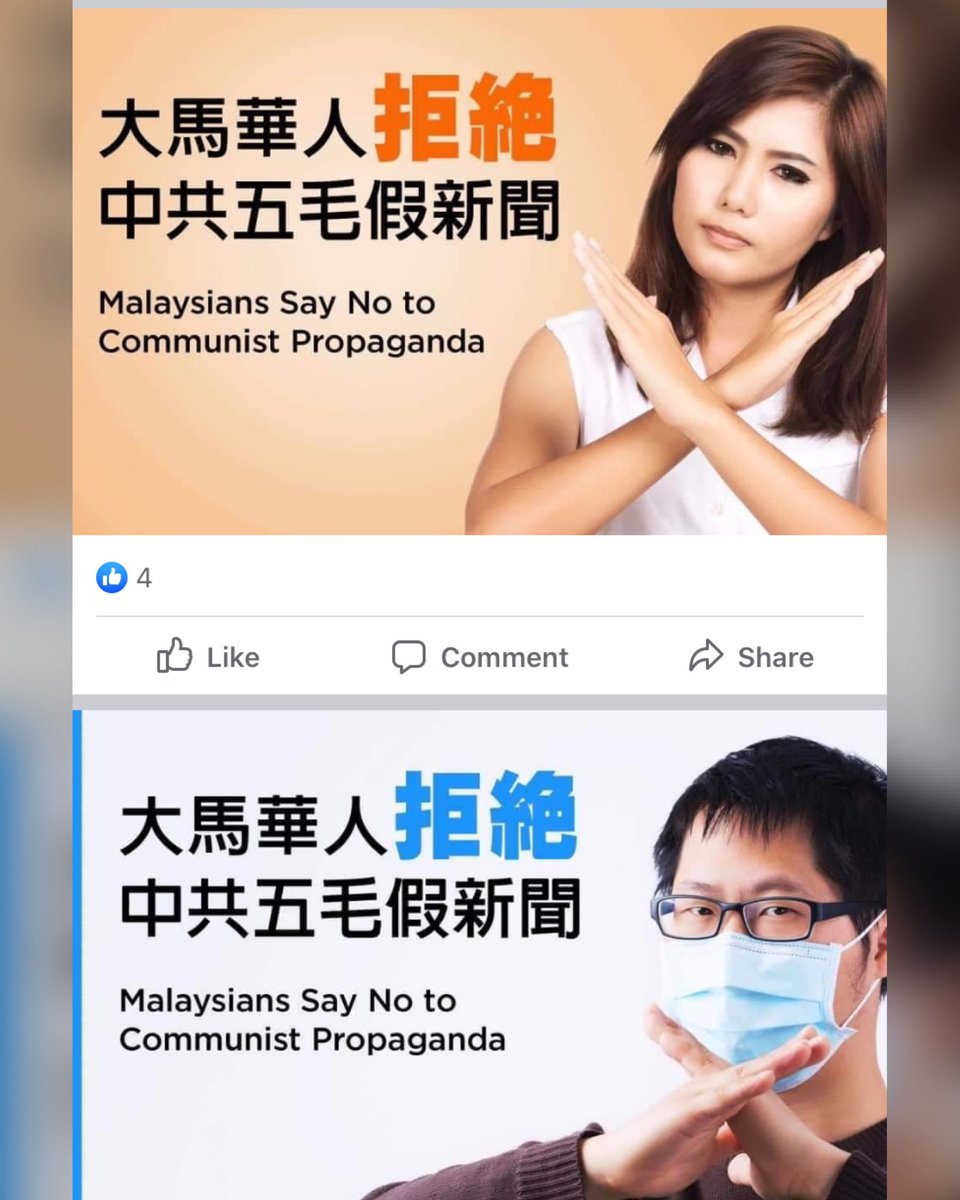 大馬華人拒絕
中共五毛假新聞
Malaysians Say No to
Communist Propaganda
4
Like
Comment
Share
大馬華人拒絕
中共五毛假新聞
Malaysians Say No to
Communist Propaganda